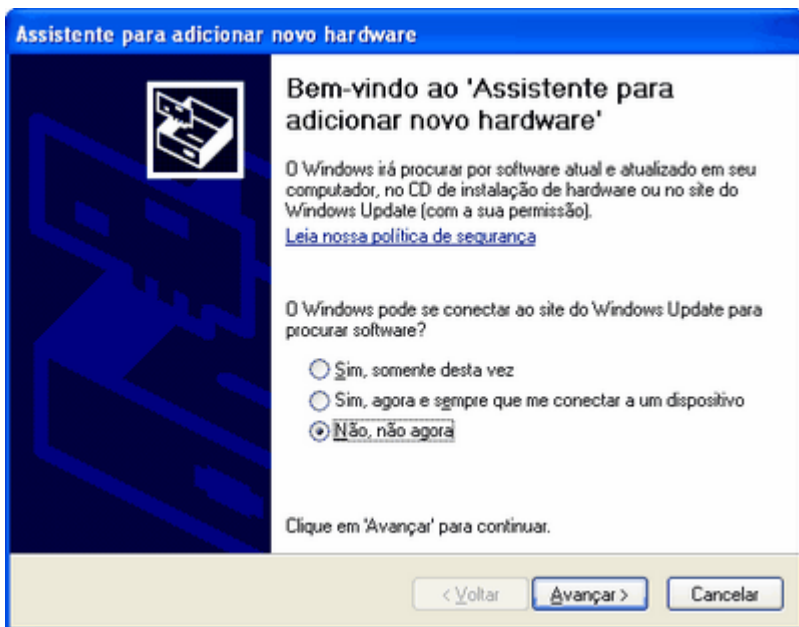 Assistente para adicionar novo hardware
Bem-vindo ao 'Assistente para
adicionar novo hardware'
O Windows irá procurar por software atual e atualizado em seu
computador, no CD de instalação de hardware ou no site do
Windows Update (com a sua permissão).
Leia nossa política de segurança
O Windows pode se conectar ao site do Windows Update para
procurar software?
Sim, somente desta vez
Sim, agora e sempre que me conectar a um dispositivo
Não, não agora
Clique em 'Avançar' para continuar.
< Voltar Avançar > Cancelar